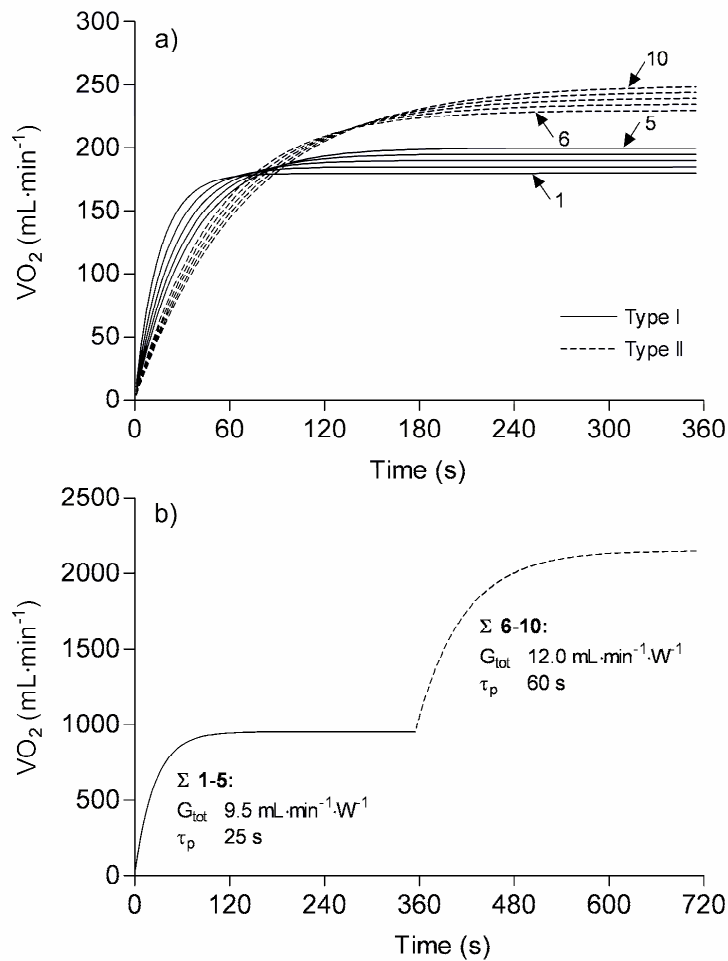 a)
300
250
200
150
100
50
0
VO₂ (mL·min⁻¹)
10
6
5
1
Type I
Type II
0 60 120 180 240 300 360
Time (s)
b)
2500
2000
1500
1000
500
0
VO₂ (mL·min⁻¹)
Σ 6-10:
Gtot 12.0 mL·min⁻¹·W⁻¹
τp 60 s
Σ 1-5:
Gtot 9.5 mL·min⁻¹·W⁻¹
τp 25 s
0 120 240 360 480 600 720
Time (s)